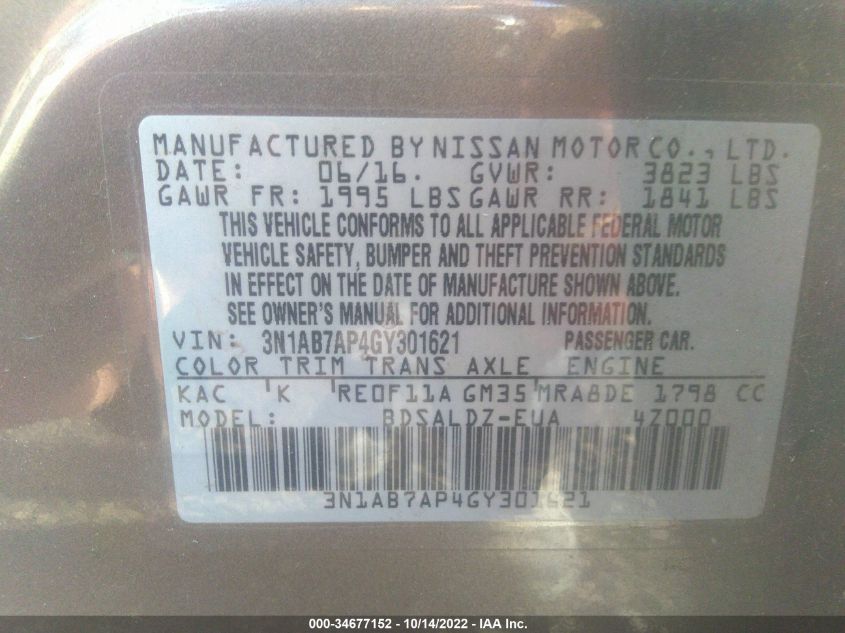 MANUFACTURED BY NISSAN MOTOR CO., LTD.
DATE: 06/16. GVWR: 3823 LBS
GAWR FR: 1995 LBS GAWR RR: 1841 LBS
THIS VEHICLE CONFORMS TO ALL APPLICABLE FEDERAL MOTOR
VEHICLE SAFETY, BUMPER AND THEFT PREVENTION STANDARDS
IN EFFECT ON THE DATE OF MANUFACTURE SHOWN ABOVE.
SEE OWNER'S MANUAL FOR ADDITIONAL INFORMATION.
VIN: 3N1AB7AP4GY301621 PASSENGER CAR.
COLOR TRIM TRANS AXLE ENGINE
KAC K RE0F11A GM35 MRA8DE 1798 CC
MODEL: BDSALDZ-EUA 4Z000
3N1AB7AP4GY301621
000-34677152 - 10/14/2022 - IAA Inc.